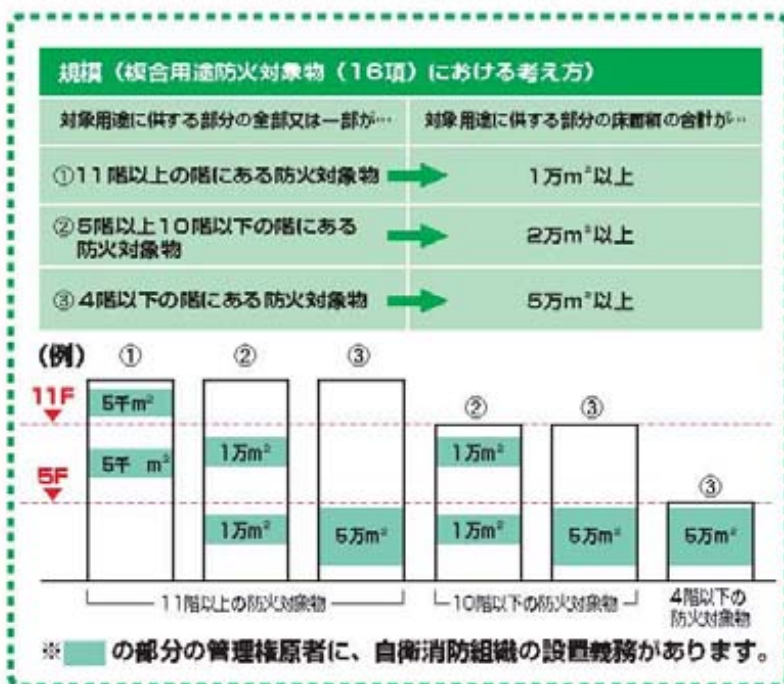 規模（複合用途防火対象物（16項）における考え方）
対象用途に供する部分の全部又は一部が…
対象用途に供する部分の床面積の合計が…
①11階以上の階にある防火対象物
1万m²以上
②5階以上10階以下の階にある
防火対象物
2万m²以上
③4階以下の階にある防火対象物
5万m²以上
(例) ① ② ③
11F
5千m²
② ③
5千 m²
1万m²
1万m²
5F
③
1万m²
5万m²
1万m²
5万m²
5万m²
11階以上の防火対象物
10階以下の防火対象物
4階以下の
防火対象物
※ の部分の管理権原者に、自衛消防組織の設置義務があります。